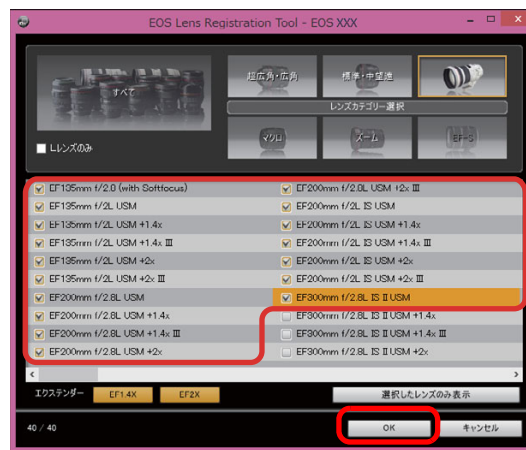 EOS Lens Registration Tool - EOS XXX
すべて
超広角・広角
標準・中望遠
レンズカテゴリー選択
Lレンズのみ
マクロ
ズーム
EF-S
EF135mm f/2.0 (with Softfocus)
EF200mm f/2.0L USM +2x III
EF135mm f/2L USM
EF200mm f/2L IS USM
EF135mm f/2L USM +1.4x
EF200mm f/2L IS USM +1.4x
EF135mm f/2L USM +1.4x III
EF200mm f/2L IS USM +1.4x III
EF135mm f/2L USM +2x
EF200mm f/2L IS USM +2x
EF135mm f/2L USM +2x III
EF200mm f/2L IS USM +2x III
EF200mm f/2.8L USM
EF300mm f/2.8L IS II USM
EF200mm f/2.8L USM +1.4x
EF300mm f/2.8L IS II USM +1.4x
EF200mm f/2.8L USM +1.4x III
EF300mm f/2.8L IS II USM +1.4x III
EF200mm f/2.8L USM +2x
EF300mm f/2.8L IS II USM +2x
エクステンダー
EF1.4X
EF2X
選択したレンズのみ表示
40 / 40
OK
キャンセル